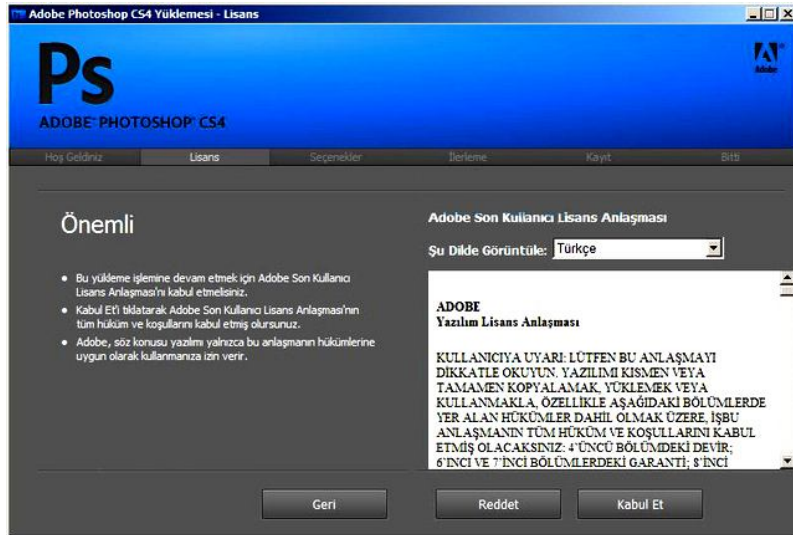 Adobe Photoshop CS4 Yüklemesi - Lisans
Ps
ADOBE® PHOTOSHOP® CS4
Adobe
Hoş Geldiniz Lisans Seçenekler İlerleme Kayıt Bitti
Önemli
Bu yükleme işlemine devam etmek için Adobe Son Kullanıcı
Lisans Anlaşması'nı kabul etmelisiniz.
Kabul Et'i tıklatarak Adobe Son Kullanıcı Lisans Anlaşması'nın
tüm hüküm ve koşullarını kabul etmiş olursunuz.
Adobe, söz konusu yazılımı yalnızca bu anlaşmanın hükümlerine
uygun olarak kullanmanıza izin verir.
Adobe Son Kullanıcı Lisans Anlaşması
Şu Dilde Görüntüle: Türkçe
ADOBE
Yazılım Lisans Anlaşması
KULLANICIYA UYARI: LÜTFEN BU ANLAŞMAYI
DİKKATLE OKUYUN. YAZILIMI KISMEN VEYA
TAMAMEN KOPYALAMAK, YÜKLEMEK VEYA
KULLANMAKLA, ÖZELLİKLE AŞAĞIDAKİ BÖLÜMLERDE
YER ALAN HÜKÜMLER DAHİL OLMAK ÜZERE, İŞBU
ANLAŞMANIN TÜM HÜKÜM VE KOŞULLARINI KABUL
ETMİŞ OLACAKSINIZ: 4'ÜNCÜ BÖLÜMDEKİ DEVİR;
6'INCI VE 7'İNCİ BÖLÜMLERDEKİ GARANTİ; 8'İNCİ
Geri Reddet Kabul Et